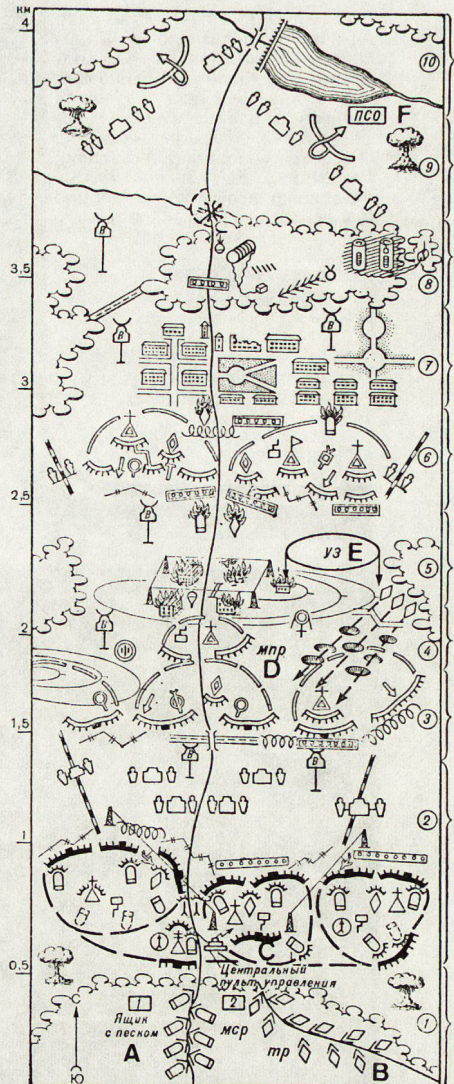 км
4
10
ПСО F
9
В
3,5
8
В
В
7
3
6
2,5
В
УЗ E
5
2
В
мпр
D
4
1,5
3
В
В
2
1
С
0,5
Центральный
пульт управления
1
2
1
Ящик
с песком
мср
A
тр
B
С
Ю